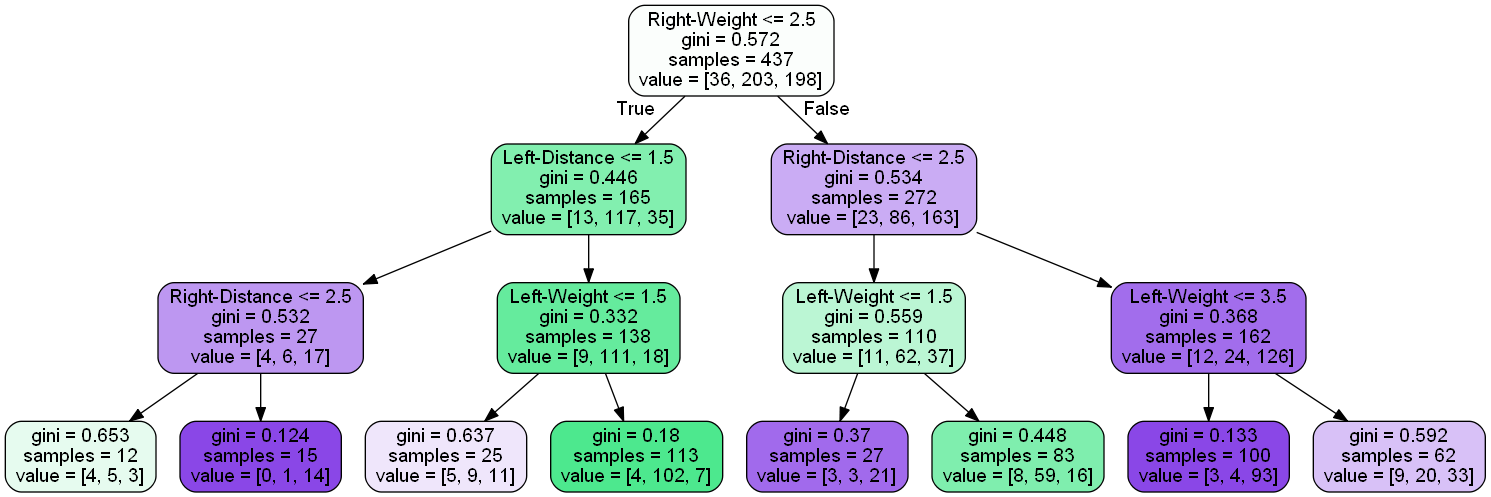 Right-Weight <= 2.5
gini = 0.572
samples = 437
value = [36, 203, 198]
True
False
Left-Distance <= 1.5
gini = 0.446
samples = 165
value = [13, 117, 35]
Right-Distance <= 2.5
gini = 0.534
samples = 272
value = [23, 86, 163]
Right-Distance <= 2.5
gini = 0.532
samples = 27
value = [4, 6, 17]
Left-Weight <= 1.5
gini = 0.332
samples = 138
value = [9, 111, 18]
Left-Weight <= 1.5
gini = 0.559
samples = 110
value = [11, 62, 37]
Left-Weight <= 3.5
gini = 0.368
samples = 162
value = [12, 24, 126]
gini = 0.653
samples = 12
value = [4, 5, 3]
gini = 0.124
samples = 15
value = [0, 1, 14]
gini = 0.637
samples = 25
value = [5, 9, 11]
gini = 0.18
samples = 113
value = [4, 102, 7]
gini = 0.37
samples = 27
value = [3, 3, 21]
gini = 0.448
samples = 83
value = [8, 59, 16]
gini = 0.133
samples = 100
value = [3, 4, 93]
gini = 0.592
samples = 62
value = [9, 20, 33]